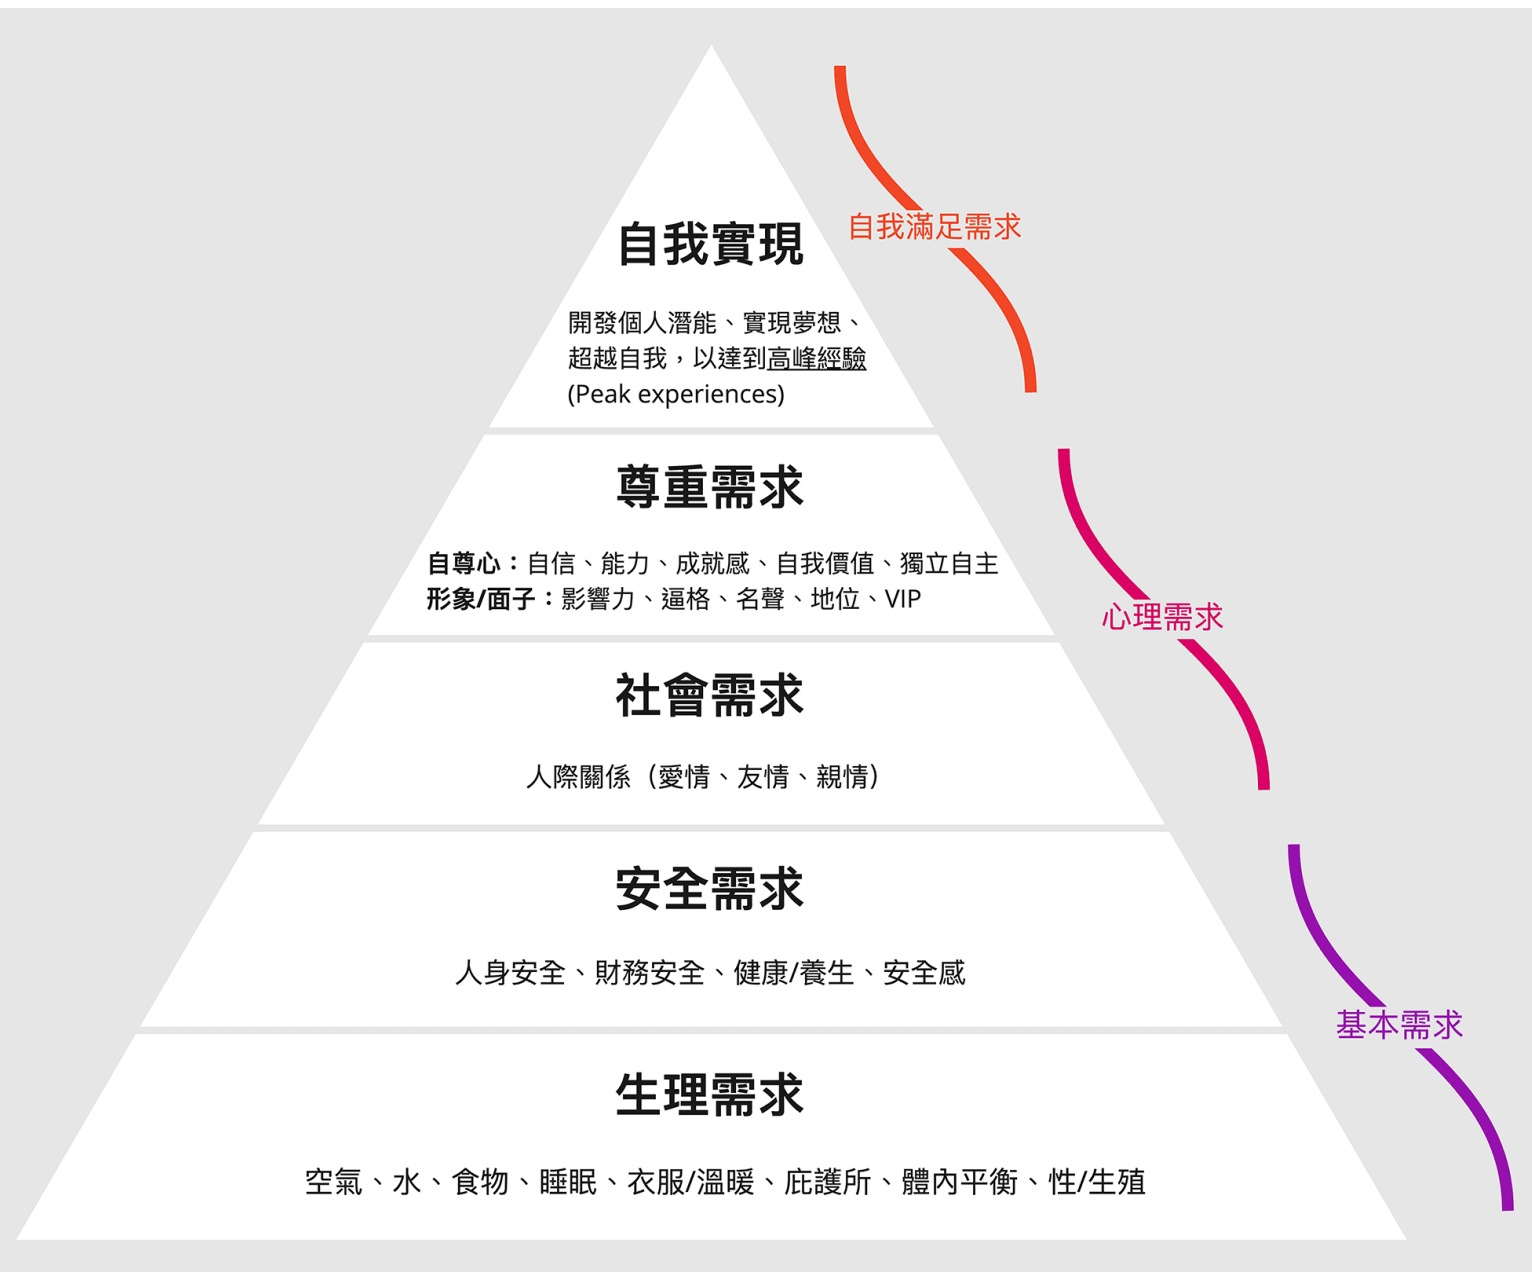 自我實現
自我滿足需求
開發個人潛能、實現夢想、
超越自我，以達到高峰經驗
(Peak experiences)
尊重需求
自尊心：自信、能力、成就感、自我價值、獨立自主
形象/面子：影響力、逼格、名聲、地位、VIP
心理需求
社會需求
人際關係（愛情、友情、親情）
安全需求
人身安全、財務安全、健康/養生、安全感
基本需求
生理需求
空氣、水、食物、睡眠、衣服/溫暖、庇護所、體內平衡、性/生殖